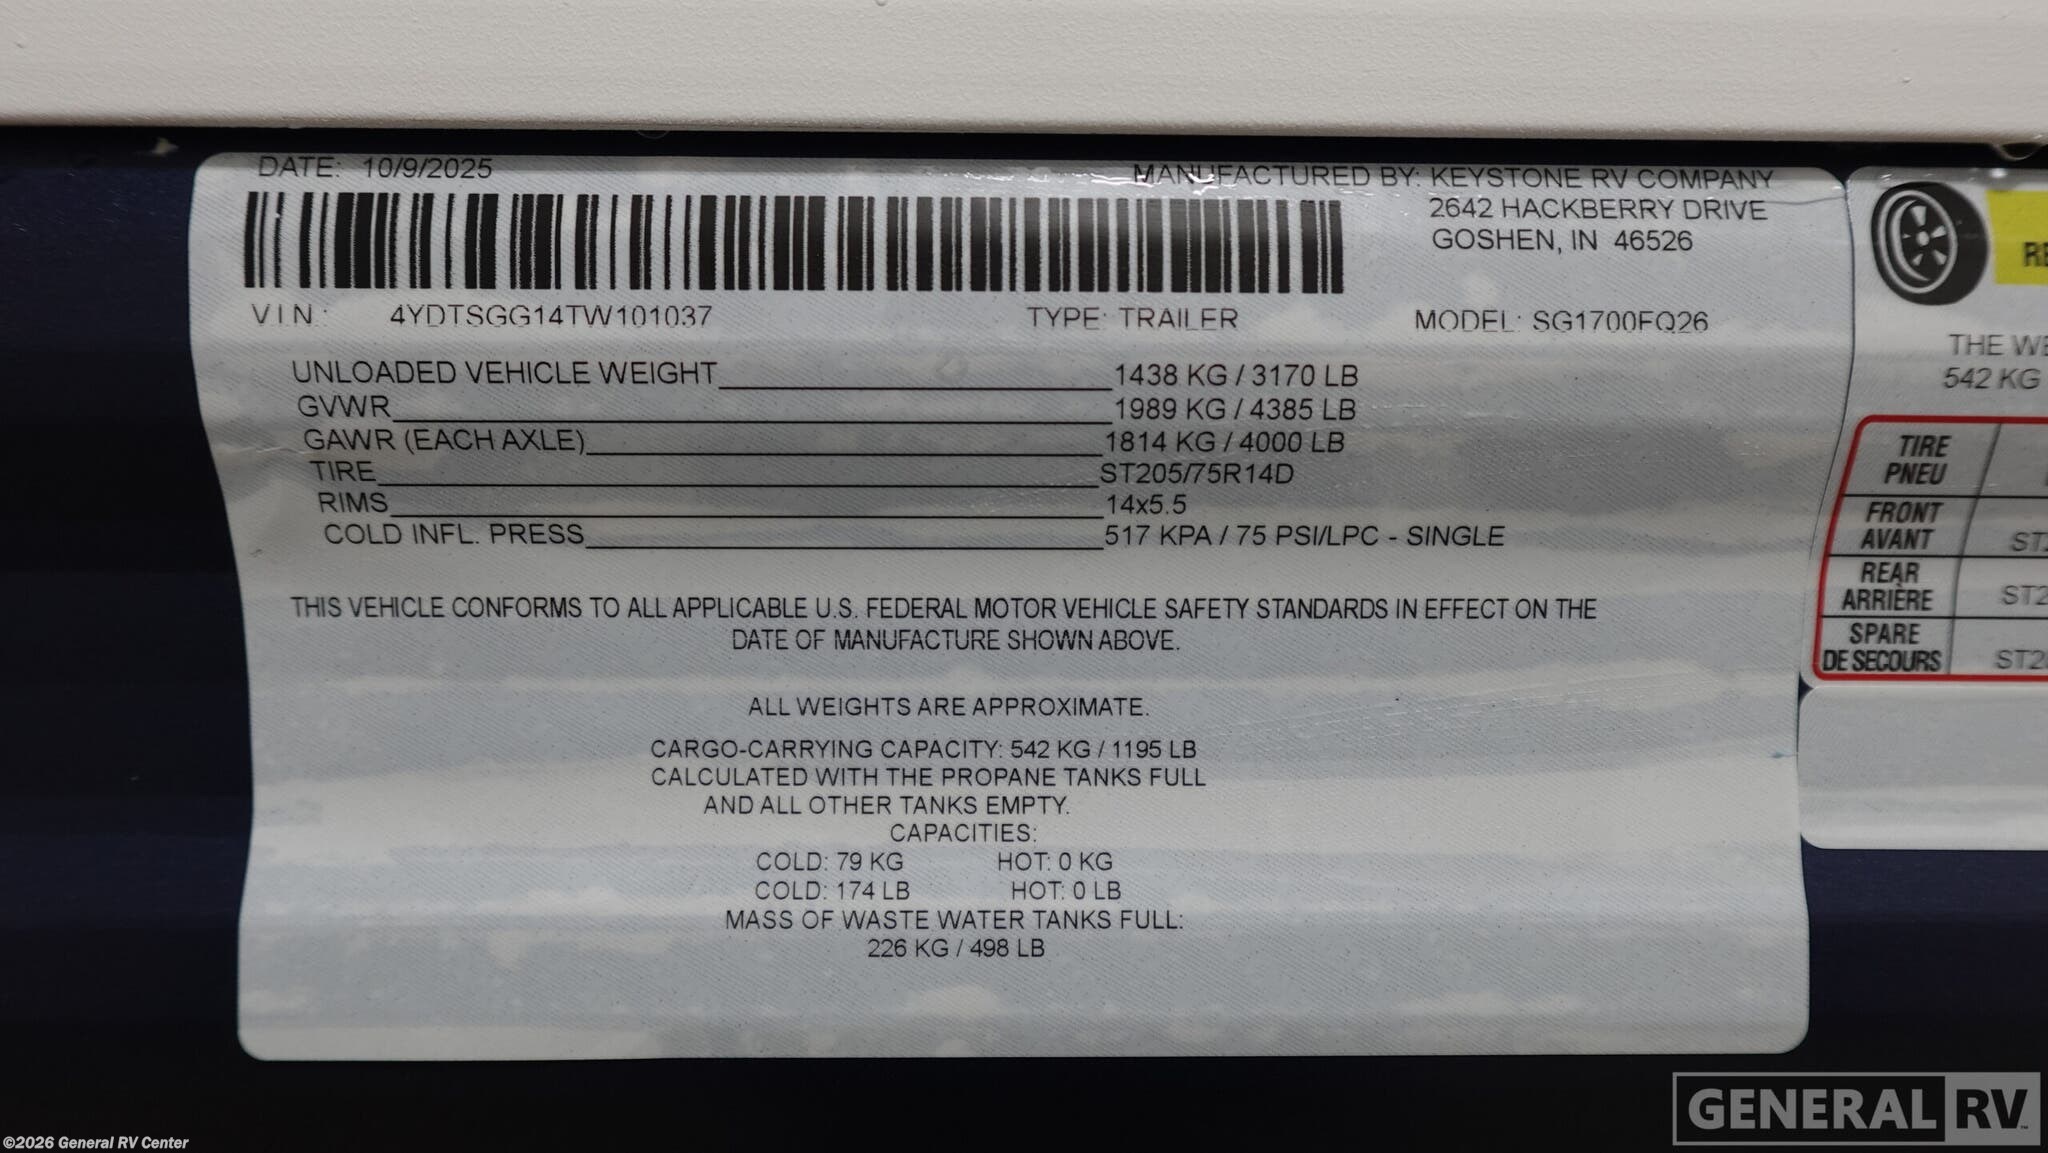 DATE: 10/9/2025
MANUFACTURED BY: KEYSTONE RV COMPANY
2642 HACKBERRY DRIVE
GOSHEN, IN 46526
VIN: 4YDTSGG14TW101037 TYPE: TRAILER MODEL: SG1700FQ26
UNLOADED VEHICLE WEIGHT 1438 KG / 3170 LB
GVWR 1989 KG / 4385 LB
GAWR (EACH AXLE) 1814 KG / 4000 LB
TIRE ST205/75R14D
RIMS 14x5.5
COLD INFL. PRESS 517 KPA / 75 PSI/LPC - SINGLE
THIS VEHICLE CONFORMS TO ALL APPLICABLE U.S. FEDERAL MOTOR VEHICLE SAFETY STANDARDS IN EFFECT ON THE
DATE OF MANUFACTURE SHOWN ABOVE.
ALL WEIGHTS ARE APPROXIMATE.
CARGO-CARRYING CAPACITY: 542 KG / 1195 LB
CALCULATED WITH THE PROPANE TANKS FULL
AND ALL OTHER TANKS EMPTY.
CAPACITIES:
COLD: 79 KG HOT: 0 KG
COLD: 174 LB HOT: 0 LB
MASS OF WASTE WATER TANKS FULL:
226 KG / 498 LB
THE
542 KG
TIRE
PNEU
FRONT
AVANT
REAR
ARRIÈRE
SPARE
DE SECOURS
GENERAL RV
©2026 General RV Center